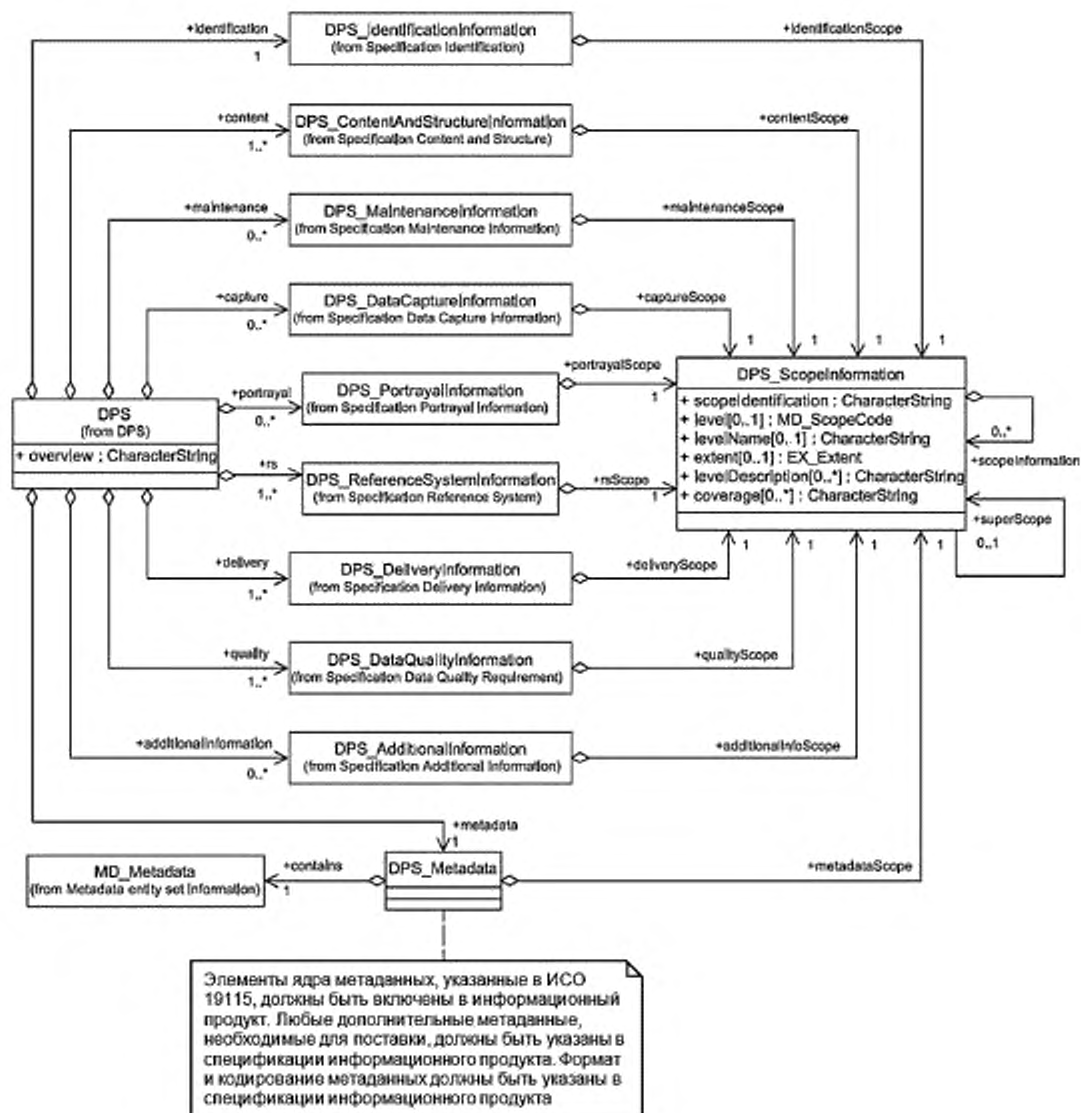 +identification
1
DPS_IdentificationInformation
(from Specification Identification)
+identificationScope
+content
1..*
DPS_ContentAndStructureInformation
(from Specification Content and Structure)
+contentScope
+maintenance
0..*
DPS_MaintenanceInformation
(from Specification Maintenance Information)
+maintenanceScope
+capture
0..*
DPS_DataCaptureInformation
(from Specification Data Capture Information)
+captureScope
1
1
1
1
DPS
(from DPS)
+ overview : CharacterString
+portrayal
0..*
DPS_PortrayalInformation
(from Specification Portrayal Information)
+portrayalScope
1
+rs
1..*
DPS_ReferenceSystemInformation
(from Specification Reference System)
+rsScope
1
DPS_ScopeInformation
+ scopeIdentification : CharacterString
+ level[0..1] : MD_ScopeCode
+ levelName[0..1] : CharacterString
+ extent[0..1] : EX_Extent
+ levelDescription[0..*] : CharacterString
+ coverage[0..*] : CharacterString
0..*
+scopeInformation
+superScope
0..1
1
1
1
1
+delivery
1..*
DPS_DeliveryInformation
(from Specification Delivery Information)
+deliveryScope
+quality
1..*
DPS_DataQualityInformation
(from Specification Data Quality Requirement)
+qualityScope
+additionalInformation
0..*
DPS_AdditionalInformation
(from Specification Additional Information)
+additionalInfoScope
+metadata
1
MD_Metadata
(from Metadata entity set information)
+contains
1
DPS_Metadata
+metadataScope
Элементы ядра метаданных, указанные в ИСО
19115, должны быть включены в информационный
продукт. Любые дополнительные метаданные,
необходимые для поставки, должны быть указаны в
спецификации информационного продукта. Формат
и кодирование метаданных должны быть указаны в
спецификации информационного продукта